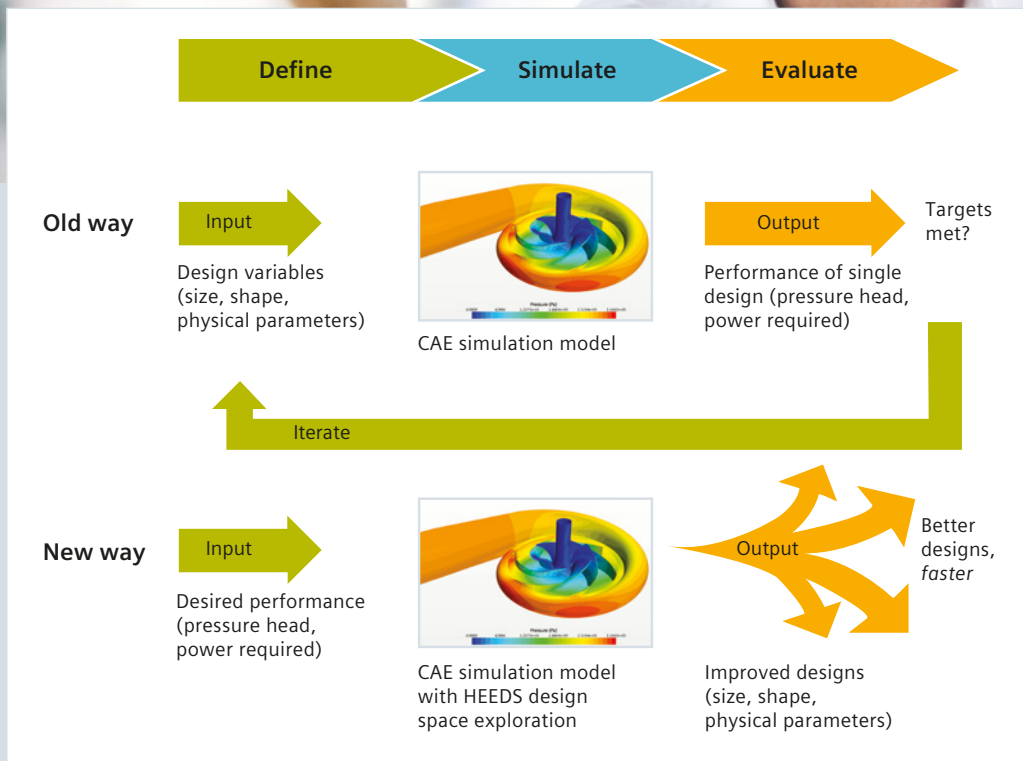 Define
Simulate
Evaluate
Old way
Input
Design variables
(size, shape,
physical parameters)
CAE simulation model
Output
Performance of single
design (pressure head,
power required)
Targets
met?
Iterate
New way
Input
Desired performance
(pressure head,
power required)
CAE simulation model
with HEEDS design
space exploration
Output
Improved designs
(size, shape,
physical parameters)
Better
designs,
faster